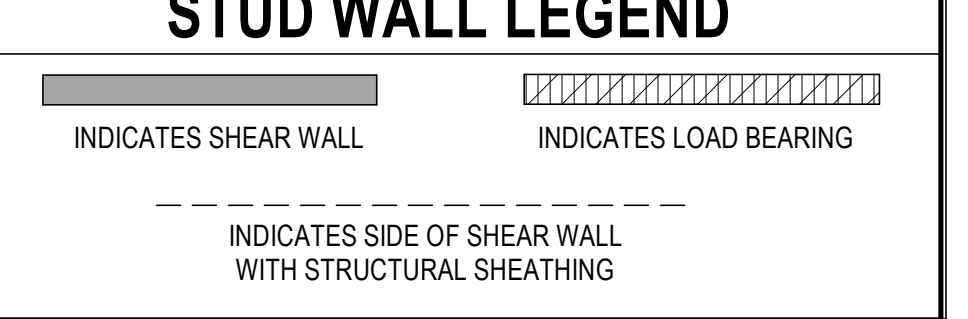 STUD WALL LEGEND
INDICATES SHEAR WALL
INDICATES LOAD BEARING
INDICATES SIDE OF SHEAR WALL
WITH STRUCTURAL SHEATHING